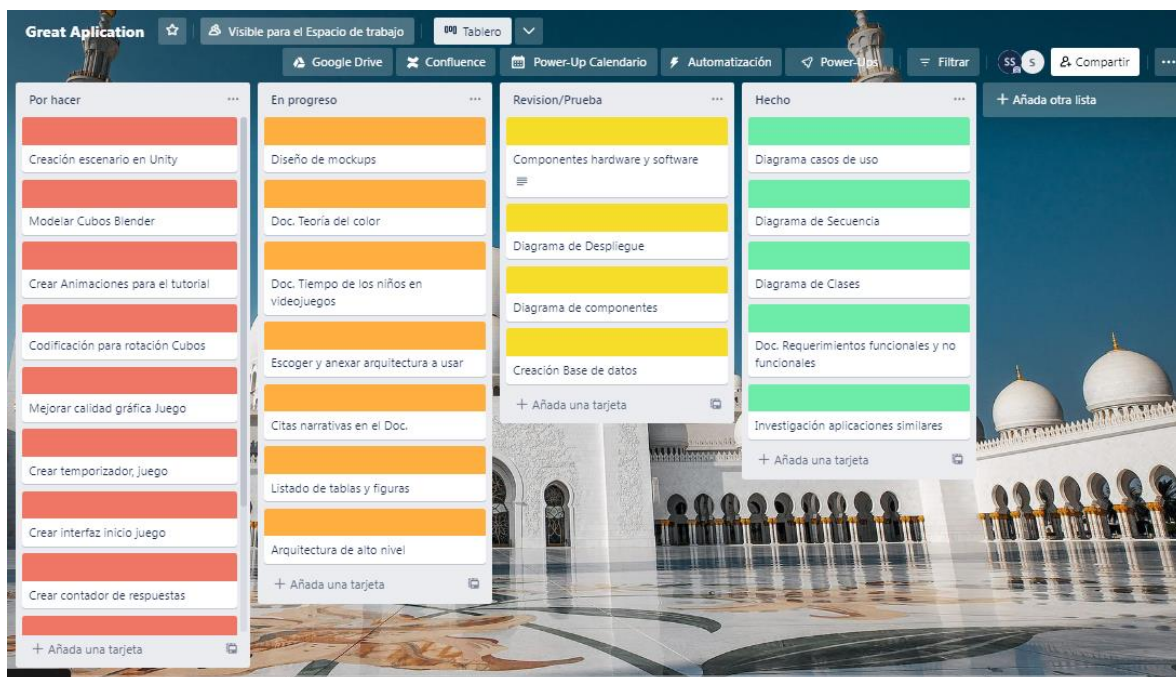 Great Aplication
Visible para el Espacio de trabajo
Tablero
Google Drive
Confluence
Power-Up Calendario
Automatización
Power-Ups
Filtrar
SS
S
Compartir
Por hacer
Creación escenario en Unity
Modelar Cubos Blender
Crear Animaciones para el tutorial
Codificación para rotación Cubos
Mejorar calidad gráfica Juego
Crear temporizador, Juego
Crear interfaz inicio juego
Crear contador de respuestas
+ Añada una tarjeta
En progreso
Diseño de mockups
Doc. Teoría del color
Doc. Tiempo de los niños en
videojuegos
Escoger y anexar arquitectura a usar
Citas narrativas en el Doc.
Listado de tablas y figuras
Arquitectura de alto nivel
+ Añada una tarjeta
Revision/Prueba
Componentes hardware y software
Diagrama de Despliegue
Diagrama de componentes
Creación Base de datos
+ Añada una tarjeta
Hecho
Diagrama casos de uso
Diagrama de Secuencia
Diagrama de Clases
Doc. Requerimientos funcionales y no
funcionales
Investigación aplicaciones similares
+ Añada una tarjeta
+ Añada otra lista